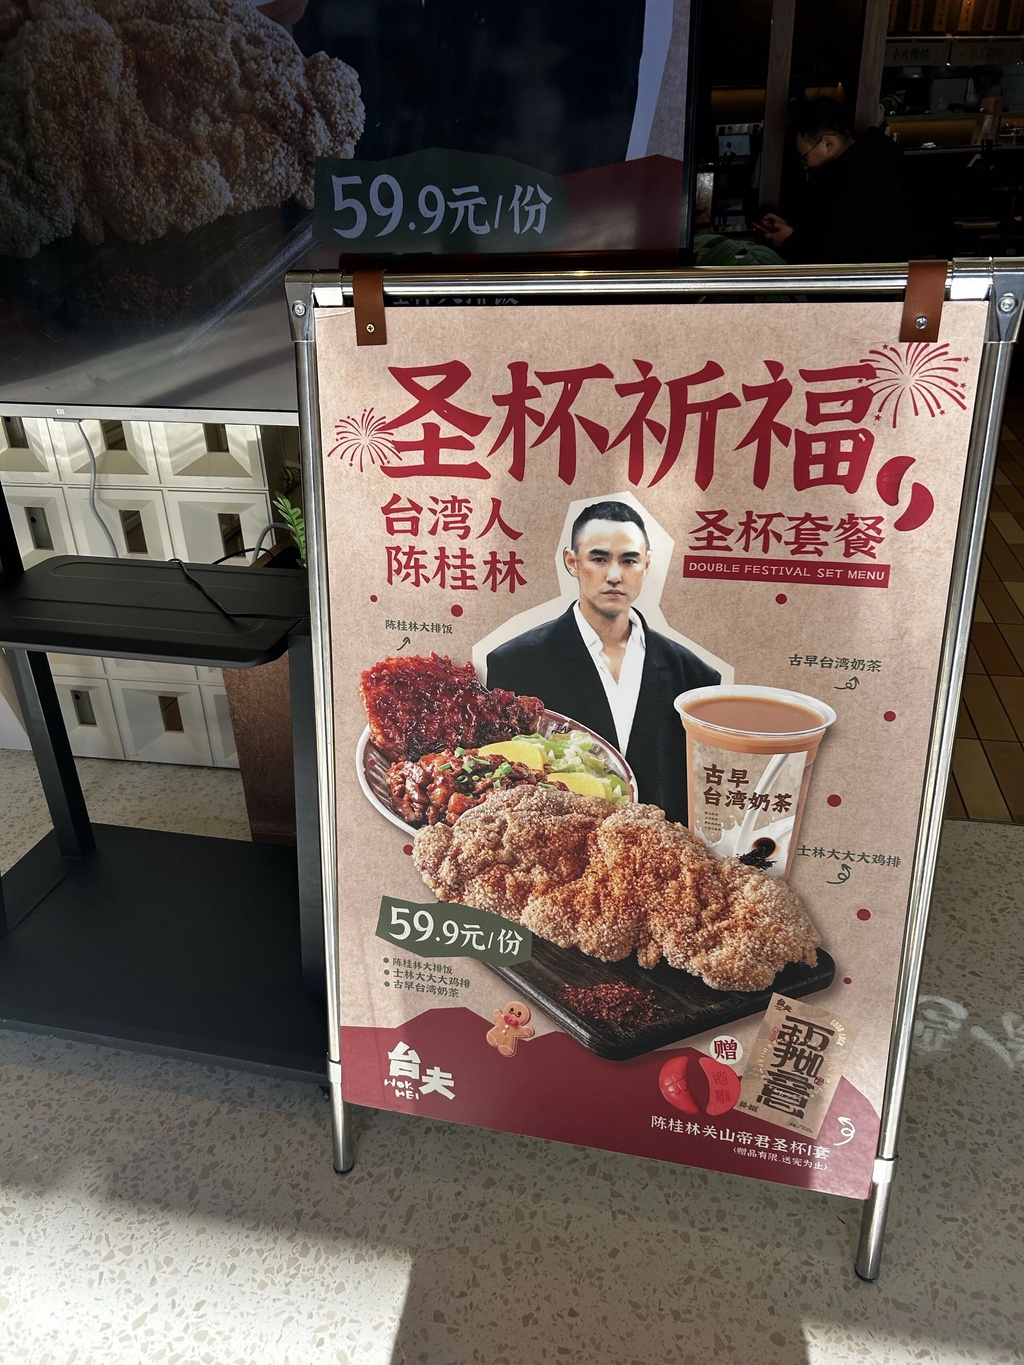 59.9元/份
圣杯祈福
台湾人
陈桂林
圣杯套餐
DOUBLE FESTIVAL SET MENU
陈桂林大排饭
古早台湾奶茶
古早
台湾奶茶
士林大大大鸡排
59.9元/份
陈桂林大排饭
士林大大大鸡排
古早台湾奶茶
赠
台夫
台夫
WOK
HEI
陈桂林关山帝君圣杯1套
(赠品有限,送完为止)